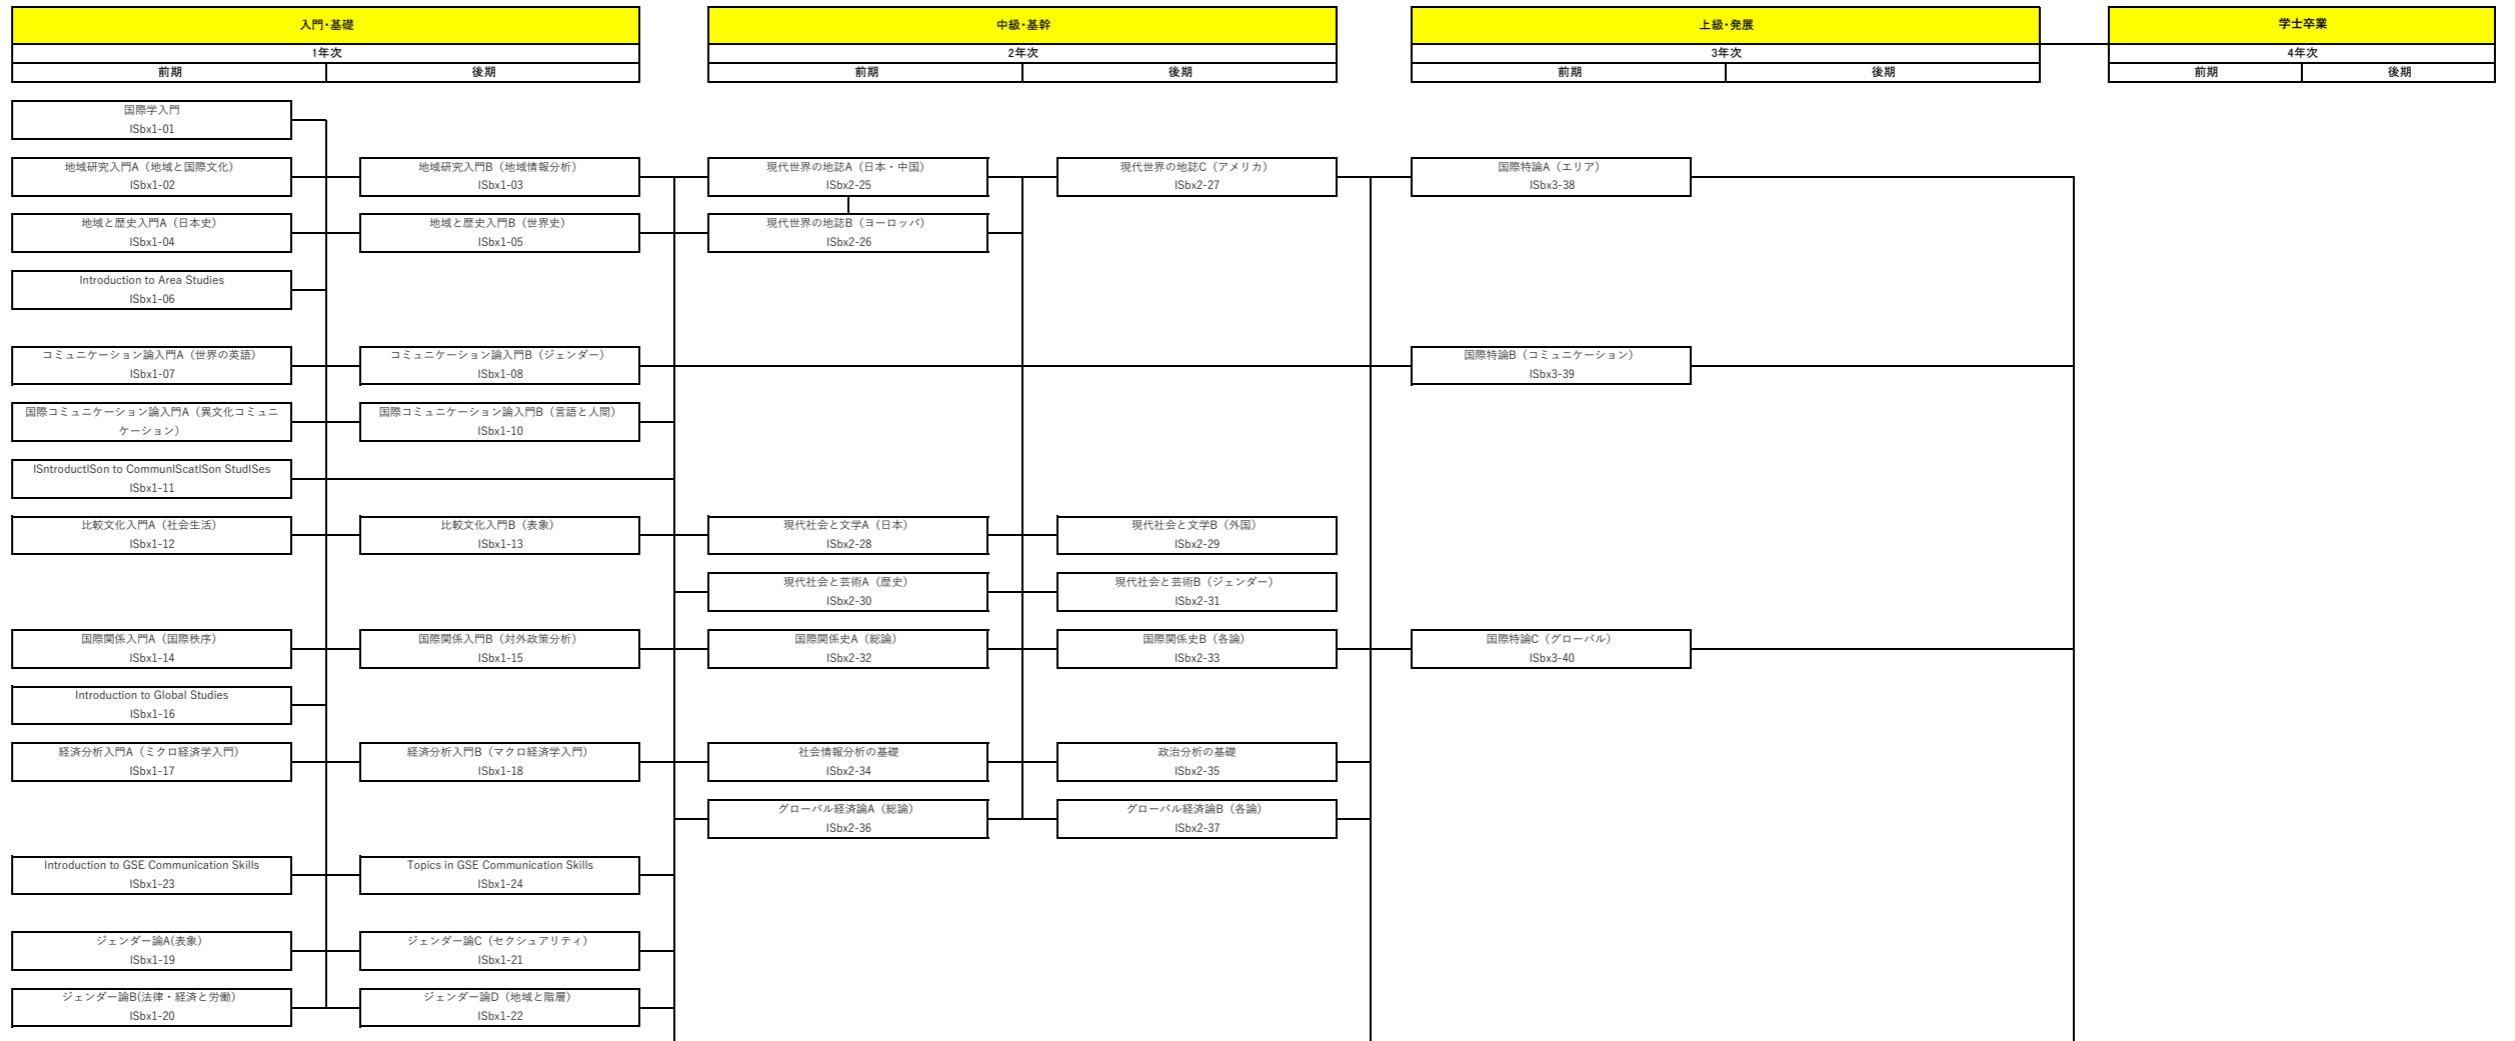 入門・基礎
中級・基幹
上級・発展
学士卒業
1年次
2年次
3年次
4年次
前期
後期
前期
後期
前期
後期
前期
後期
国際学入門
ISbx1-01
地域研究入門A（地域と国際文化）
ISbx1-02
地域研究入門B（地域情報分析）
ISbx1-03
現代世界の地誌A（日本・中国）
ISbx2-25
現代世界の地誌C（アメリカ）
ISbx2-27
国際特論A（エリア）
ISbx3-38
地域と歴史入門A（日本史）
ISbx1-04
地域と歴史入門B（世界史）
ISbx1-05
現代世界の地誌B（ヨーロッパ）
ISbx2-26
Introduction to Area Studies
ISbx1-06
コミュニケーション論入門A（世界の英語）
ISbx1-07
コミュニケーション論入門B（ジェンダー）
ISbx1-08
国際特論B（コミュニケーション）
ISbx3-39
国際コミュニケーション論入門A（異文化コミュニ
ケーション）
国際コミュニケーション論入門B（言語と人間）
ISbx1-10
ISntroductISon to CommunIScatISon StudISes
ISbx1-11
比較文化入門A（社会生活）
ISbx1-12
比較文化入門B（表象）
ISbx1-13
現代社会と文学A（日本）
ISbx2-28
現代社会と文学B（外国）
ISbx2-29
現代社会と芸術A（歴史）
ISbx2-30
現代社会と芸術B（ジェンダー）
ISbx2-31
国際関係入門A（国際秩序）
ISbx1-14
国際関係入門B（対外政策分析）
ISbx1-15
国際関係史A（総論）
ISbx2-32
国際関係史B（各論）
ISbx2-33
国際特論C（グローバル）
ISbx3-40
Introduction to Global Studies
ISbx1-16
経済分析入門A（ミクロ経済学入門）
ISbx1-17
経済分析入門B（マクロ経済学入門）
ISbx1-18
社会情報分析の基礎
ISbx2-34
政治分析の基礎
ISbx2-35
グローバル経済論A（総論）
ISbx2-36
グローバル経済論B（各論）
ISbx2-37
Introduction to GSE Communication Skills
ISbx1-23
Topics in GSE Communication Skills
ISbx1-24
ジェンダー論A(表象）
ISbx1-19
ジェンダー論C（セクシュアリティ）
ISbx1-21
ジェンダー論B(法律・経済と労働）
ISbx1-20
ジェンダー論D（地域と階層）
ISbx1-22